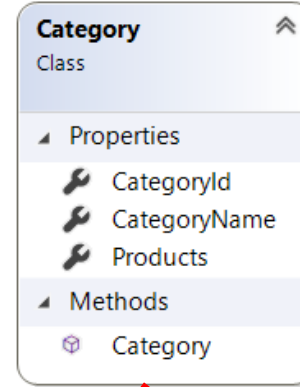 Category
Class
Properties
CategoryId
CategoryName
Products
Methods
Category